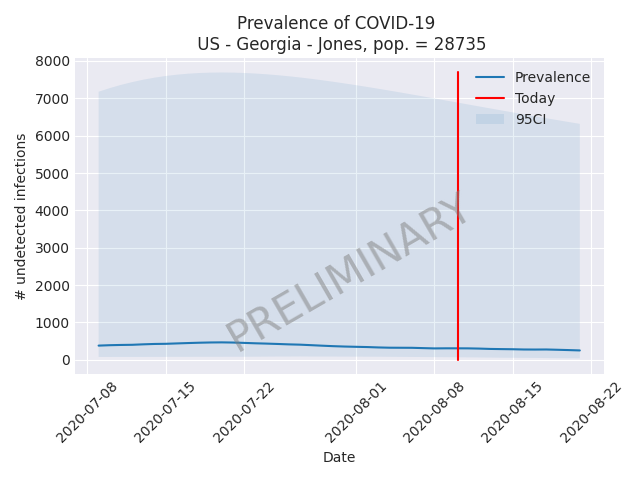 Prevalence of COVID-19
US - Georgia - Jones, pop. = 28735
8000
7000
6000
5000
4000
3000
2000
1000
0
# undetected infections
Prevalence
Today
95CI
PRELIMINARY
2020-07-08
2020-07-15
2020-07-22
2020-08-01
2020-08-08
2020-08-15
2020-08-22
Date